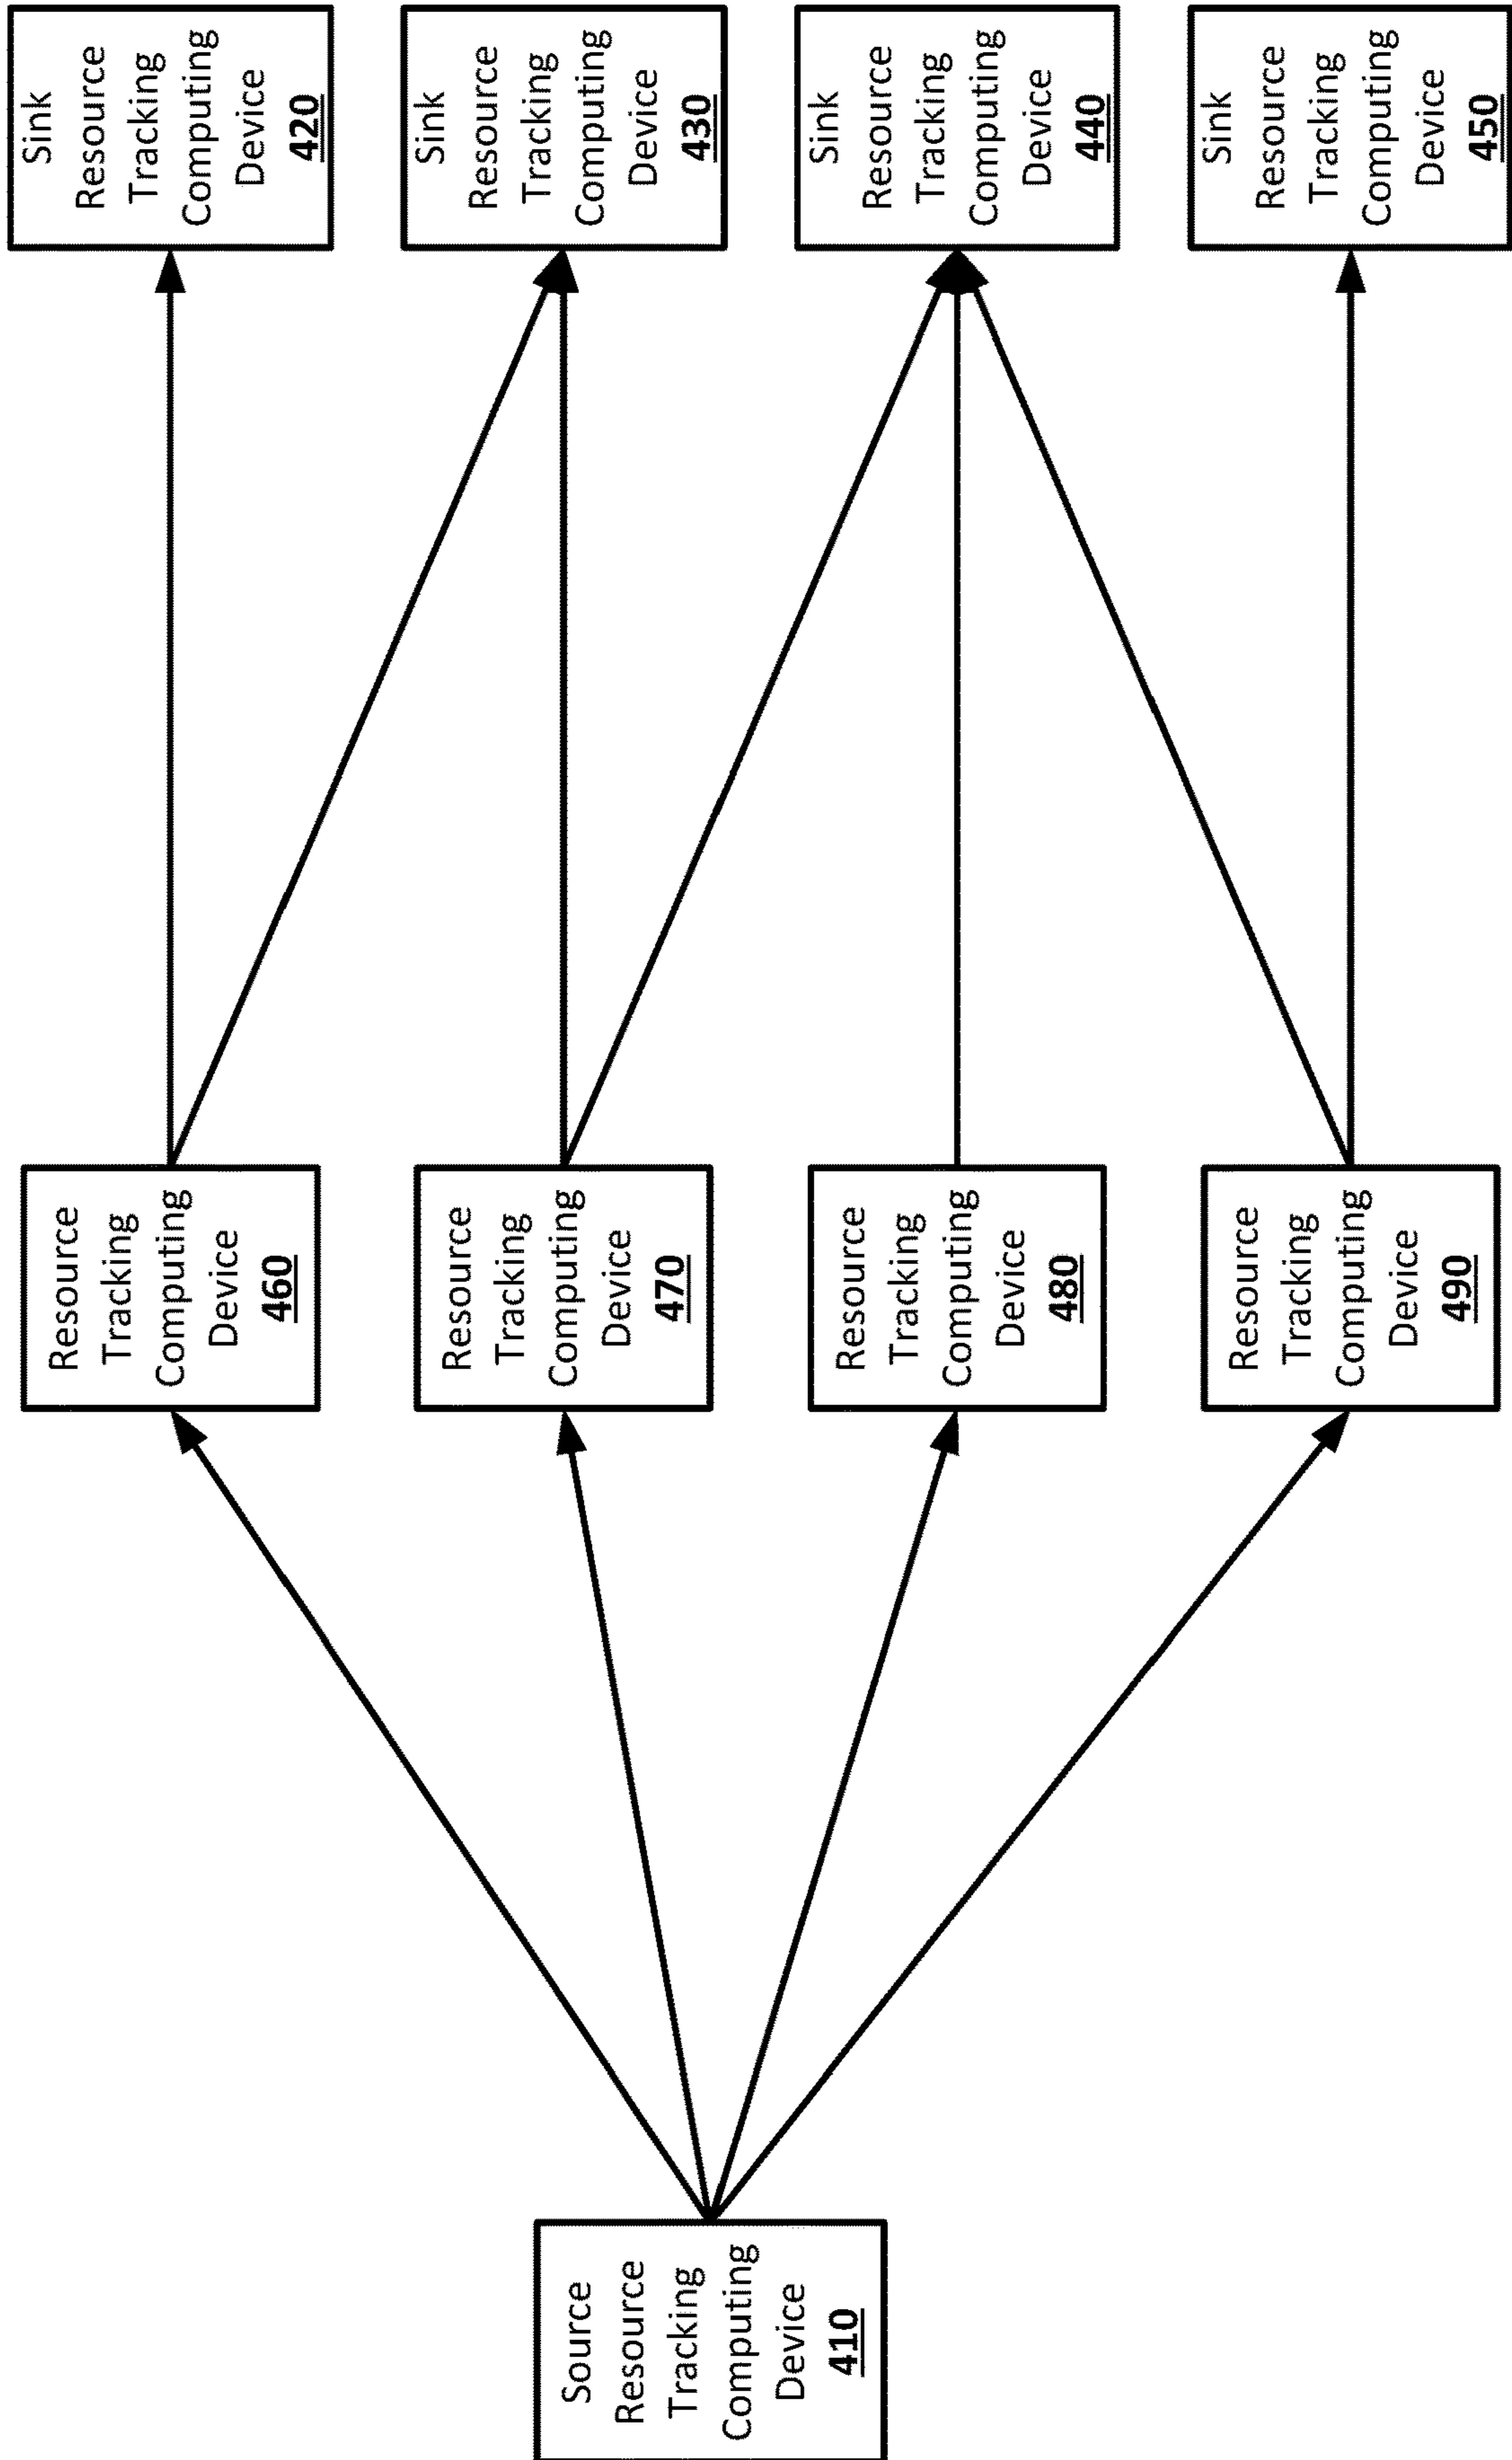 Source
Resource
Tracking
Computing
Device
410
Resource
Tracking
Computing
Device
460
Resource
Tracking
Computing
Device
470
Resource
Tracking
Computing
Device
480
Resource
Tracking
Computing
Device
490
Sink
Resource
Tracking
Computing
Device
420
Sink
Resource
Tracking
Computing
Device
430
Sink
Resource
Tracking
Computing
Device
440
Sink
Resource
Tracking
Computing
Device
450